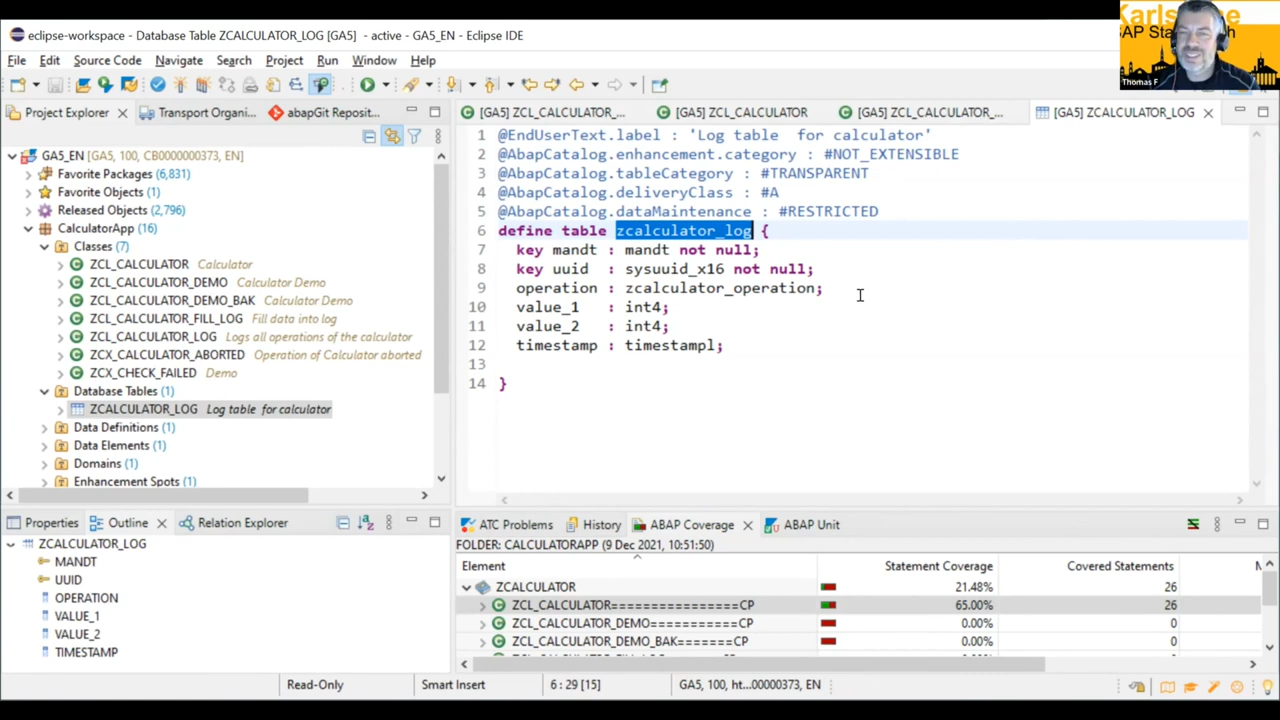 Karlsruhe
SAP Stammtisch
Thomas F
eclipse-workspace - Database Table ZCALCULATOR_LOG [GA5]  - active - GA5_EN - Eclipse IDE
File Edit Source Code Navigate Search Project Run Window Help
Project Explorer Transport Organi... abapGit Reposit...
[GA5] ZCL_CALCULATOR_... [GA5] ZCL_CALCULATOR [GA5] ZCL_CALCULATOR_... [GA5] ZCALCULATOR_LOG
GA5_EN [GA5, 100, CB0000000373, EN]
Favorite Packages (6,831)
Favorite Objects (1)
Released Objects (2,796)
CalculatorApp (16)
Classes (7)
ZCL_CALCULATOR Calculator
ZCL_CALCULATOR_DEMO Calculator Demo
ZCL_CALCULATOR_DEMO_BAK Calculator Demo
ZCL_CALCULATOR_FILL_LOG Fill data into log
ZCL_CALCULATOR_LOG Logs all operations of the calculator
ZCX_CALCULATOR_ABORTED Operation of Calculator aborted
ZCX_CHECK_FAILED Demo
Database Tables (1)
ZCALCULATOR_LOG Log table  for calculator
Data Definitions (1)
Data Elements (1)
Domains (1)
Enhancement Spots (1)
1 @EndUserText.label : 'Log table  for calculator'
2 @AbapCatalog.enhancement.category : #NOT_EXTENSIBLE
3 @AbapCatalog.tableCategory : #TRANSPARENT
4 @AbapCatalog.deliveryClass : #A
5 @AbapCatalog.dataMaintenance : #RESTRICTED
6 define table zcalculator_log {
7 key mandt : mandt not null;
8 key uuid  : sysuuid_x16 not null;
9 operation : zcalculator_operation;
10 value_1   : int4;
11 value_2   : int4;
12 timestamp : timestampl;
13
14 }
Properties Outline Relation Explorer
ZCALCULATOR_LOG
MANDT
UUID
OPERATION
VALUE_1
VALUE_2
TIMESTAMP
ATC Problems History ABAP Coverage ABAP Unit
FOLDER: CALCULATORAPP (9 Dec 2021, 10:51:50)
Element Statement Coverage Covered Statements
ZCALCULATOR 21.48% 26
ZCL_CALCULATOR================CP 65.00% 26
ZCL_CALCULATOR_DEMO===========CP 0.00% 0
ZCL_CALCULATOR_DEMO_BAK=======CP 0.00% 0
Read-Only Smart Insert 6 : 29 [15] GA5, 100, ht...00000373, EN